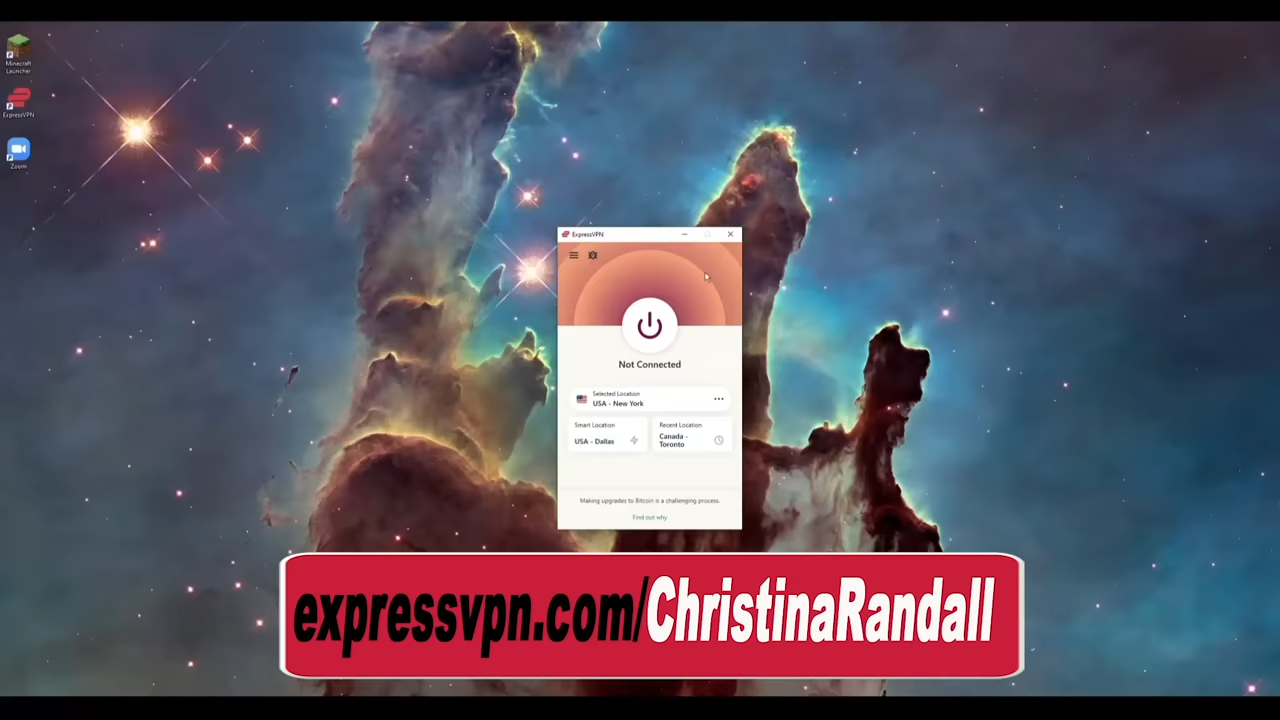 Minecraft
Launcher
ExpressVPN
Zoom
ExpressVPN
Not Connected
Selected Location
USA - New York
Smart Location
USA - Dallas
Recent Location
Canada -
Toronto
Making upgrades to Bitcoin is a challenging process.
Find out why
expressvpn.com/ChristinaRandall